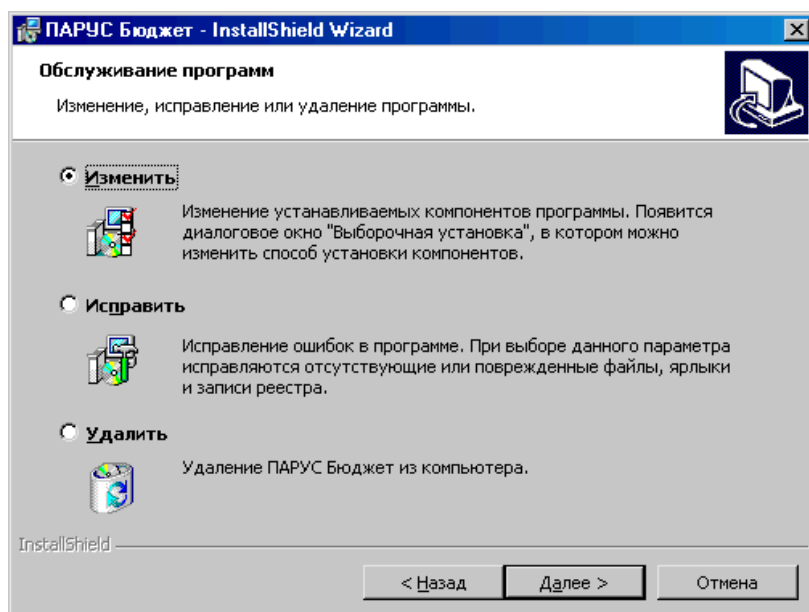 ПАРУС Бюджет - InstallShield Wizard
Обслуживание программ
Изменение, исправление или удаление программы.
Изменить
Изменение устанавливаемых компонентов программы. Появится
диалоговое окно "Выборочная установка", в котором можно
изменить способ установки компонентов.
Исправить
Исправление ошибок в программе. При выборе данного параметра
исправляются отсутствующие или поврежденные файлы, ярлыки
и записи реестра.
Удалить
Удаление ПАРУС Бюджет из компьютера.
InstallShield
< Назад Далее > Отмена